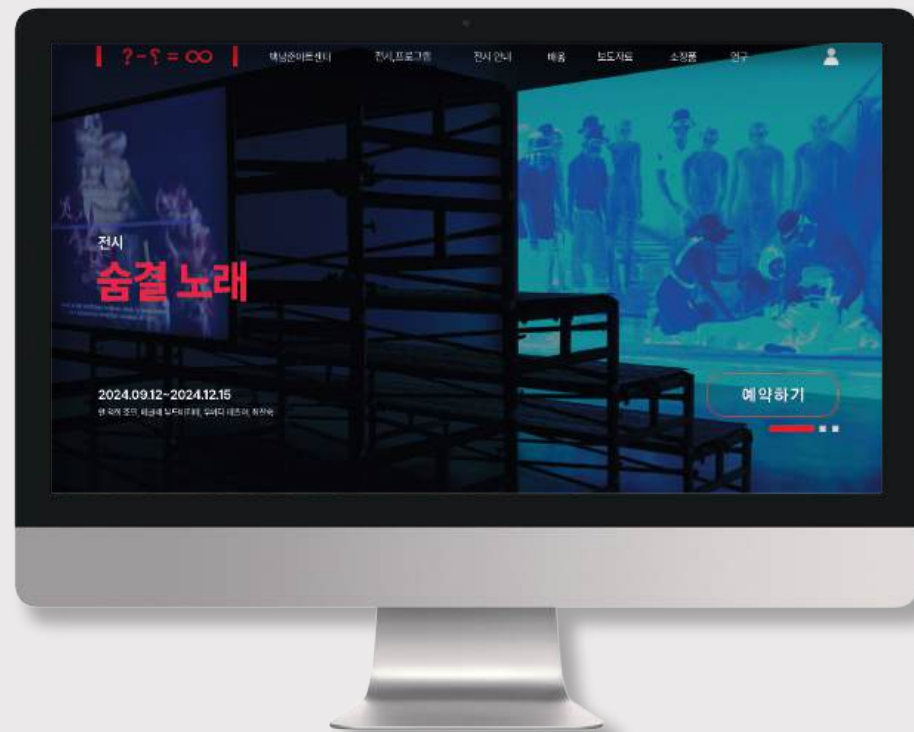 ?-?=∞
백남준아트센터 전시,프로그램 전시 안내 배움 보도자료 소장품 연구
전시
숨결 노래
2024.09.12~2024.12.15
예약하기